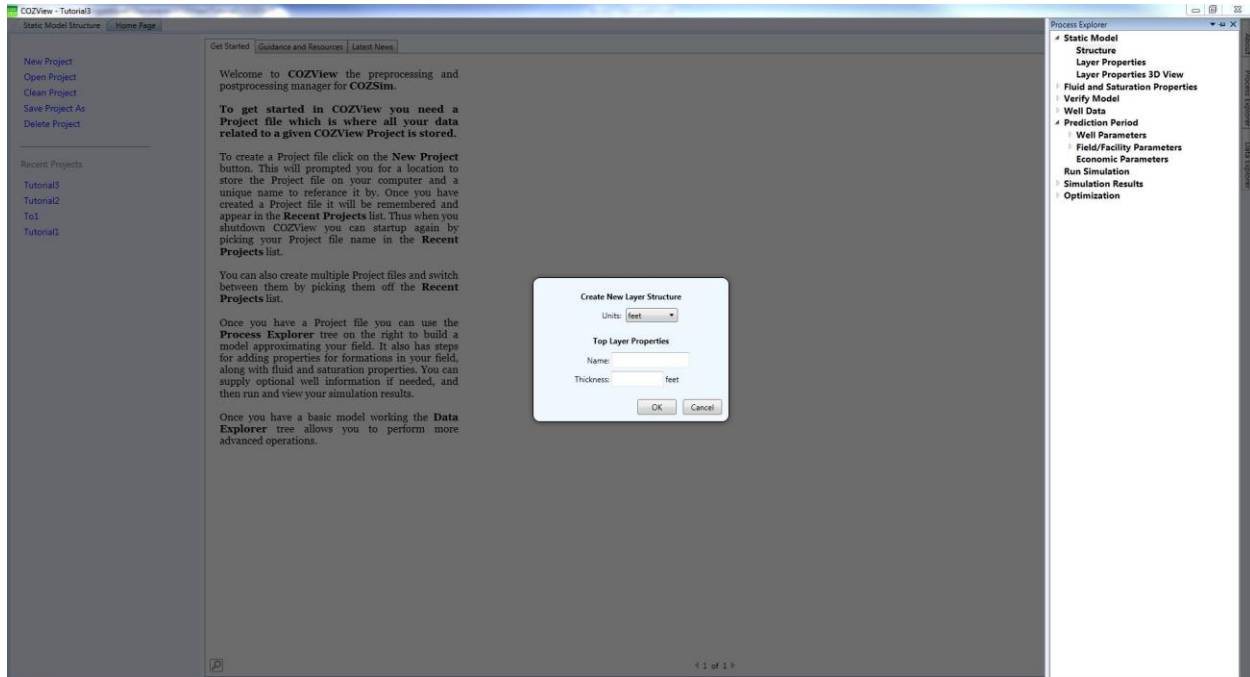 COZView - Tutorial3
Static Model Structure
Home Page
New Project
Open Project
Clean Project
Save Project As
Delete Project
Recent Projects
Tutorial3
Tutorial2
To1
Tutorial1
Get Started
Guidance and Resources
Latest News
Welcome to COZView the preprocessing and
postprocessing manager for COZSim.
To get started in COZView you need a
Project file which is where all your data
related to a given COZView Project is stored.
To create a Project file click on the New Project
button. This will prompted you for a location to
store the Project file on your computer and a
unique name to referance it by. Once you have
created a Project file it will be remembered and
appear in the Recent Projects list. Thus when you
shutdown COZView you can startup again by
picking your Project file name in the Recent
Projects list.
You can also create multiple Project files and switch
between them by picking them off the Recent
Projects list.
Once you have a Project file you can use the
Process Explorer tree on the right to build a
model approximating your field. It also has steps
for adding properties for formations in your field,
along with fluid and saturation properties. You can
supply optional well information if needed, and
then run and view your simulation results.
Once you have a basic model working the Data
Explorer tree allows you to perform more
advanced operations.
1 of 1
Create New Layer Structure
Units: feet
Top Layer Properties
Name:
Thickness: feet
OK Cancel
Process Explorer
Static Model
Structure
Layer Properties
Layer Properties 3D View
Fluid and Saturation Properties
Verify Model
Well Data
Prediction Period
Well Parameters
Field/Facility Parameters
Economic Parameters
Run Simulation
Simulation Results
Optimization
About
Process Explorer
Data Explorer